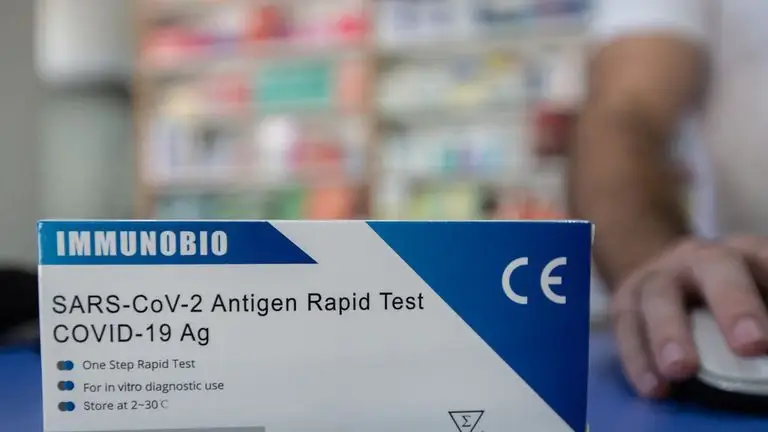 IMMUNOBIO
CE
SARS-CoV-2 Antigen Rapid Test
COVID-19 Ag
One Step Rapid Test
For in vitro diagnostic use
Store at 2~30℃
Σ